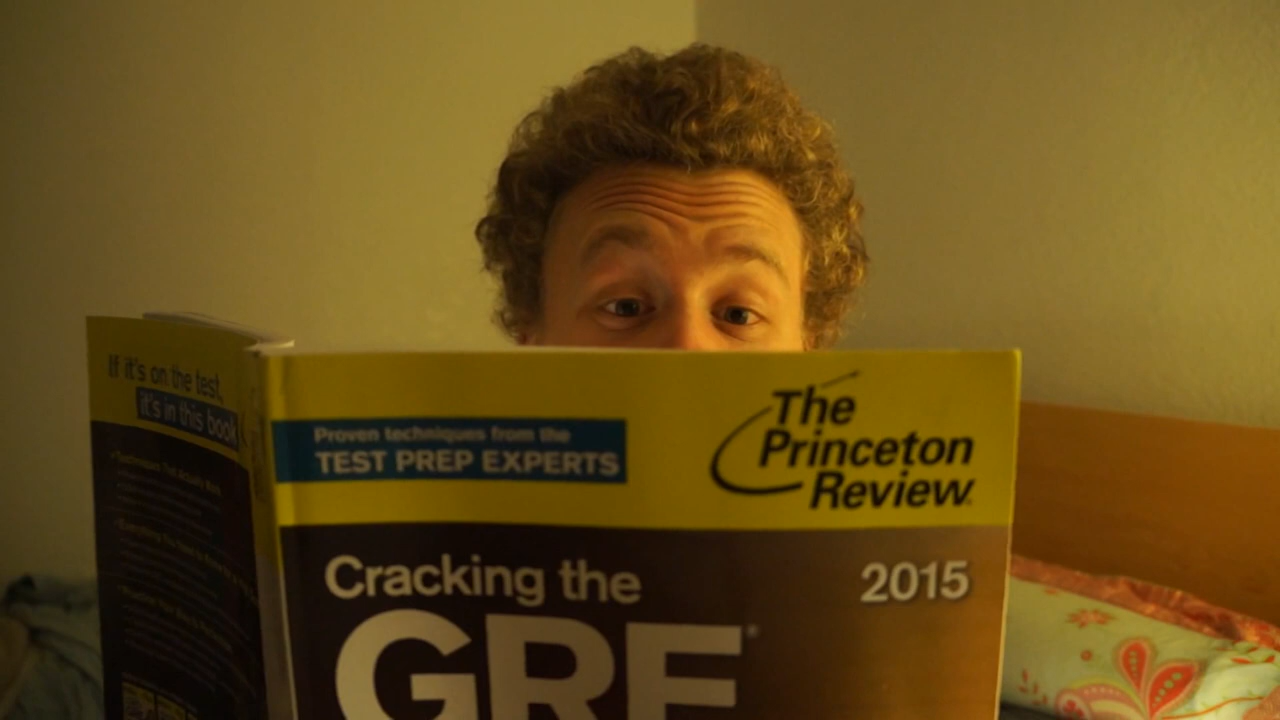 If it's on the test,
it's in this book
Proven techniques from the
TEST PREP EXPERTS
The
Princeton
Review
Cracking the
2015
GRE